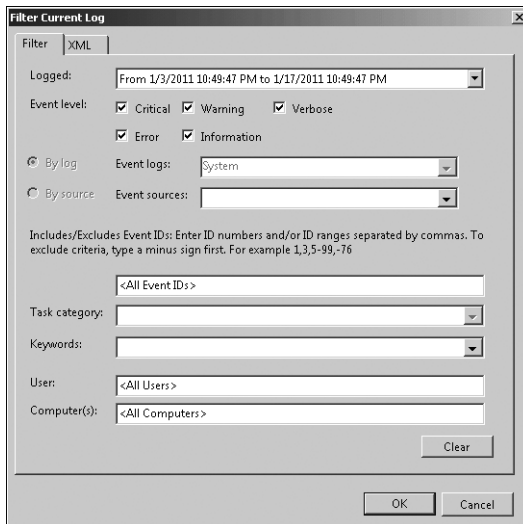 Filter Current Log
Filter XML
Logged: From 1/3/2011 10:49:47 PM to 1/17/2011 10:49:47 PM
Event level: Critical Warning Verbose
Error Information
By log Event logs: System
By source Event sources:
Includes/Excludes Event IDs: Enter ID numbers and/or ID ranges separated by commas. To
exclude criteria, type a minus sign first. For example 1,3,5-99,-76
<All Event IDs>
Task category:
Keywords:
User: <All Users>
Computer(s): <All Computers>
Clear
OK Cancel